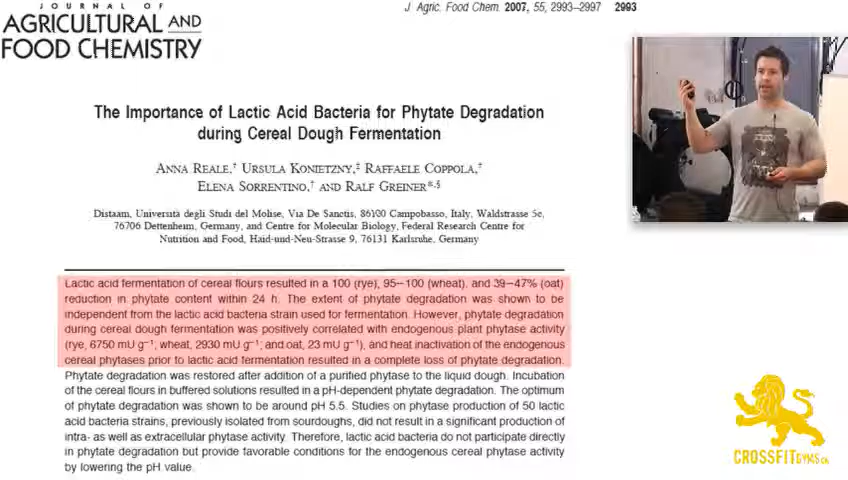 JOURNAL OF
AGRICULTURAL AND
FOOD CHEMISTRY
J. Agric. Food Chem. 2007, 55, 2993−2997 2993
The Importance of Lactic Acid Bacteria for Phytate Degradation
during Cereal Dough Fermentation
ANNA REALE,† URSULA KONIETZNY,‡ RAFFAELE COPPOLA,†
ELENA SORRENTINO,† AND RALF GREINER*,§
Distaam, Università degli Studi del Molise, Via De Sanctis, 86100 Campobasso, Italy, Waldstrasse 5c,
76706 Dettenheim, Germany, and Centre for Molecular Biology, Federal Research Centre for
Nutrition and Food, Haid-und-Neu-Strasse 9, 76131 Karlsruhe, Germany
Lactic acid fermentation of cereal flours resulted in a 100 (rye), 95−100 (wheat), and 39−47% (oat)
reduction in phytate content within 24 h. The extent of phytate degradation was shown to be
independent from the lactic acid bacteria strain used for fermentation. However, phytate degradation
during cereal dough fermentation was positively correlated with endogenous plant phytase activity
(rye, 6750 mU g⁻¹; wheat, 2930 mU g⁻¹; and oat, 23 mU g⁻¹), and heat inactivation of the endogenous
cereal phytases prior to lactic acid fermentation resulted in a complete loss of phytate degradation.
Phytate degradation was restored after addition of a purified phytase to the liquid dough. Incubation
of the cereal flours in buffered solutions resulted in a pH-dependent phytate degradation. The optimum
of phytate degradation was shown to be around pH 5.5. Studies on phytase production of 50 lactic
acid bacteria strains, previously isolated from sourdoughs, did not result in a significant production of
intra- as well as extracellular phytase activity. Therefore, lactic acid bacteria do not participate directly
in phytate degradation but provide favorable conditions for the endogenous cereal phytase activity
by lowering the pH value.
CROSSFITGYMS.CA